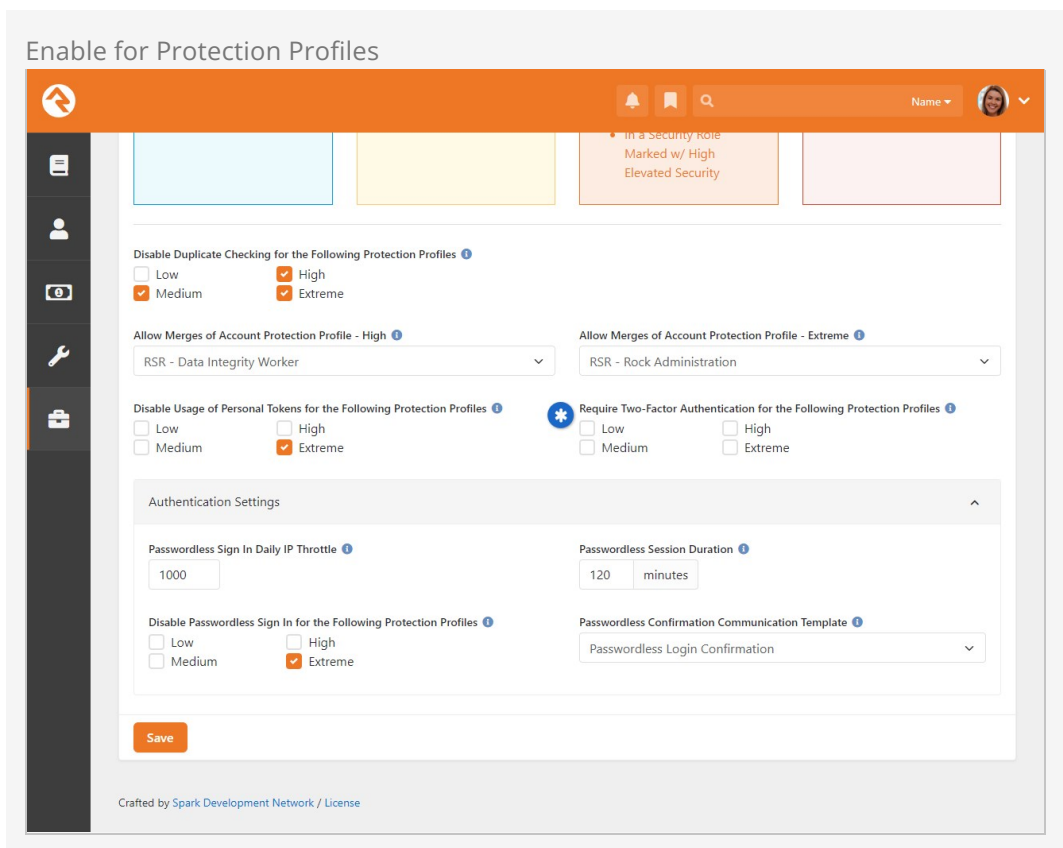 Enable for Protection Profiles
Name
In a Security Role
Marked w/ High
Elevated Security
Disable Duplicate Checking for the Following Protection Profiles
Low
High
Medium
Extreme
Allow Merges of Account Protection Profile - High
Allow Merges of Account Protection Profile - Extreme
RSR - Data Integrity Worker
RSR - Rock Administration
Disable Usage of Personal Tokens for the Following Protection Profiles
Require Two-Factor Authentication for the Following Protection Profiles
Low
High
Low
High
Medium
Extreme
Medium
Extreme
Authentication Settings
Passwordless Sign In Daily IP Throttle
Passwordless Session Duration
1000
120 minutes
Disable Passwordless Sign In for the Following Protection Profiles
Passwordless Confirmation Communication Template
Low
High
Medium
Extreme
Passwordless Login Confirmation
Save
Crafted by Spark Development Network / License